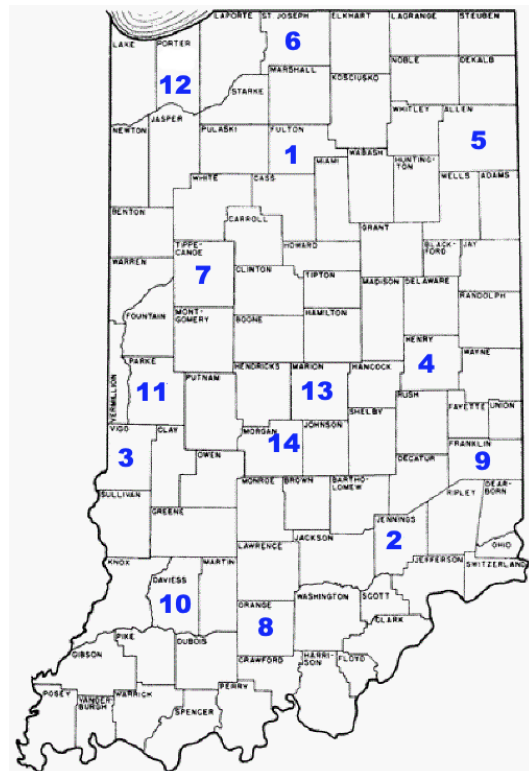 LAPORTE ST. JOSEPH ELKHART LAGRANGE STEUBEN
LAKE PORTER 6
12 MARSHALL NOBLE DEKALB
STARKE KOSCIUSKO
WHITLEY ALLEN
NEWTON JASPER PULASKI FULTON 5
1 WABASH HUNTING-
TON
MIAMI
WHITE CASS WELLS ADAMS
BENTON CARROLL GRANT
TIPPE-
CANOE HOWARD BLACK-
FORD JAY
WARREN 7 CLINTON TIPTON MADISON DELAWARE
RANDOLPH
FOUNTAIN MONT-
GOMERY BOONE HAMILTON
HENRY
PARKE HENDRICKS MARION HANCOCK 4 WAYNE
VERMILLION 11 PUTNAM 13 RUSH
FAYETTE UNION
SHELBY
VIGO CLAY MORGAN JOHNSON
3 14 FRANKLIN
OWEN DECATUR 9
SULLIVAN MONROE BROWN BARTHO-
LOMEW RIPLEY DEAR-
BORN
GREENE JENNINGS
LAWRENCE JACKSON 2 OHIO
KNOX MARTIN JEFFERSON SWITZERLAND
DAVIESS WASHINGTON SCOTT
10 ORANGE
8 CLARK
PIKE DUBOIS
GIBSON CRAWFORD HARRI-
SON FLOYD
POSEY VANDER-
BURGH WARRICK PERRY
SPENCER